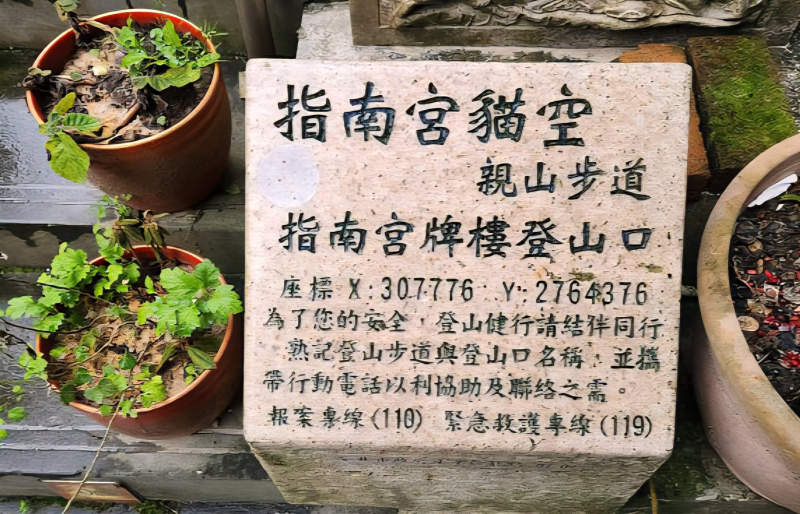 指南宮貓空
親山步道
指南宮牌樓登山口
座標 X:307776 Y:2764376
為了您的安全，登山健行請結伴同行
熟記登山步道與登山口名稱，並攜
帶行動電話以利協助及聯絡之需。
報案專線(110) 緊急救護專線(119)